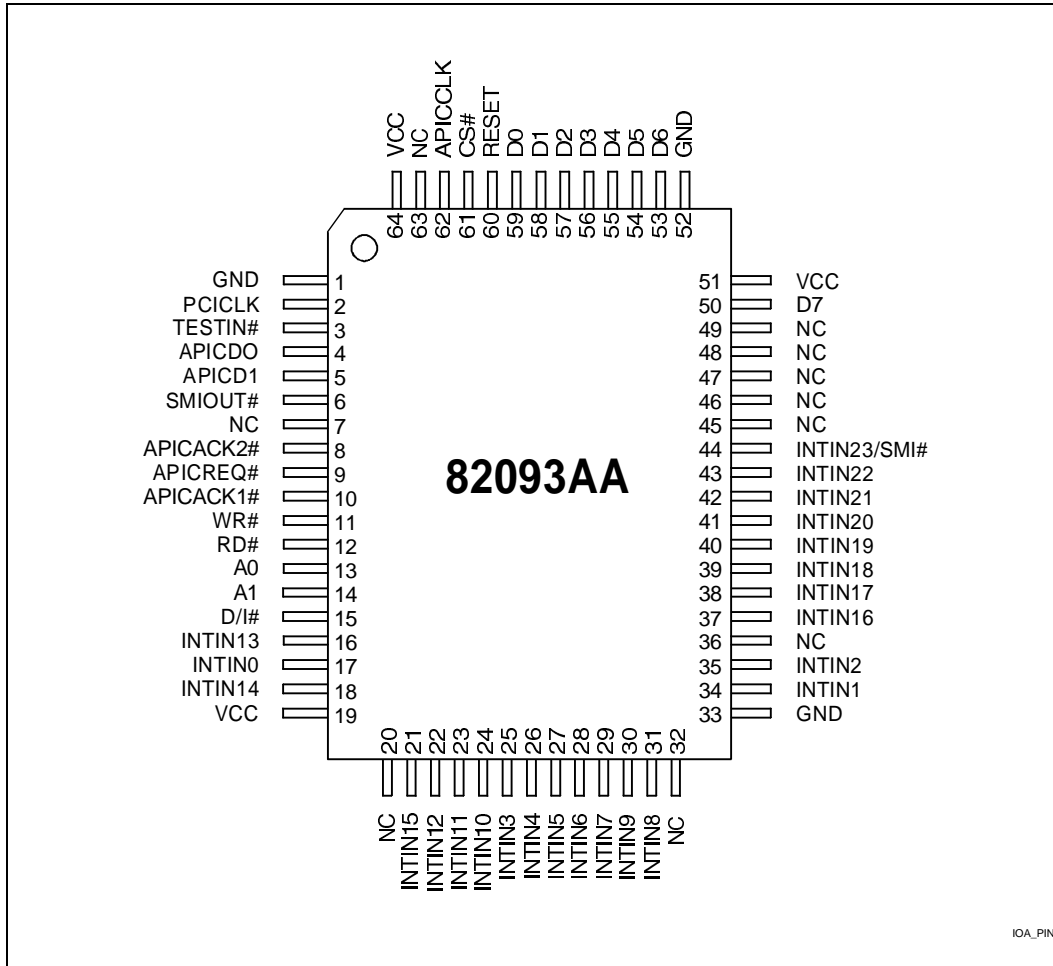 VCC
NC
APICCLK
CS#
RESET
D0
D1
D2
D3
D4
D5
D6
GND
64
63
62
61
60
59
58
57
56
55
54
53
52
GND 1
PCICLK 2
TESTIN# 3
APICDO 4
APICD1 5
SMIOUT# 6
NC 7
APICACK2# 8
APICREQ# 9
APICACK1# 10
WR# 11
RD# 12
A0 13
A1 14
D/I# 15
INTIN13 16
INTIN0 17
INTIN14 18
VCC 19
82093AA
51 VCC
50 D7
49 NC
48 NC
47 NC
46 NC
45 NC
44 INTIN23/SMI#
43 INTIN22
42 INTIN21
41 INTIN20
40 INTIN19
39 INTIN18
38 INTIN17
37 INTIN16
36 NC
35 INTIN2
34 INTIN1
33 GND
20
21
22
23
24
25
26
27
28
29
30
31
32
NC
INTIN15
INTIN12
INTIN11
INTIN10
INTIN3
INTIN4
INTIN5
INTIN6
INTIN7
INTIN9
INTIN8
NC
IOA_PIN